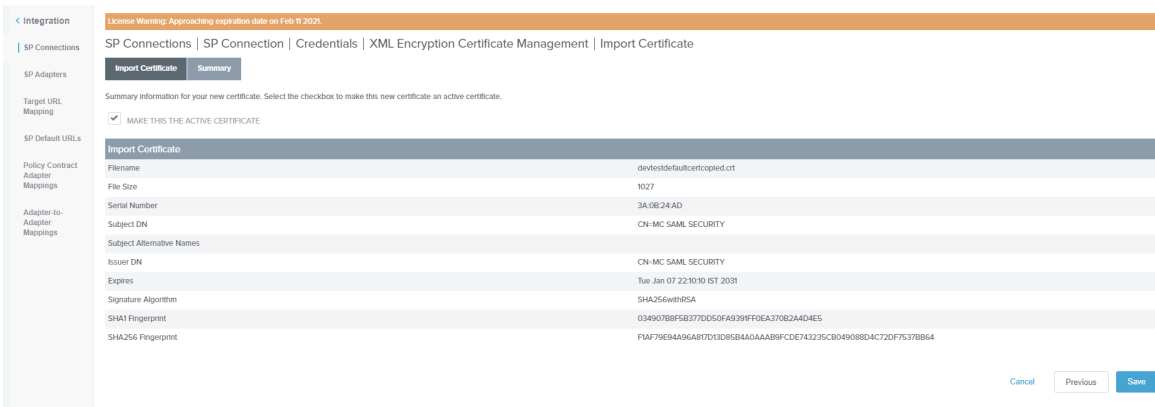 Integration
License Warning: Approaching expiration date on Feb 11 2021.
SP Connections | SP Connection | Credentials | XML Encryption Certificate Management | Import Certificate
SP Connections
SP Adapters
Target URL
Mapping
SP Default URLs
Policy Contract
Adapter
Mappings
Adapter-to-
Adapter
Mappings
Import Certificate Summary
Summary information for your new certificate. Select the checkbox to make this new certificate an active certificate.
MAKE THIS THE ACTIVE CERTIFICATE
Import Certificate
Filename devtestdefaultcertcopied.crt
File Size 1027
Serial Number 3A:0B:24:AD
Subject DN CN=MC SAML SECURITY
Subject Alternative Names
Issuer DN CN=MC SAML SECURITY
Expires Tue Jan 07 22:10:10 IST 2031
Signature Algorithm SHA256withRSA
SHA1 Fingerprint 034907B8F5B377DD50FA9391FF0EA370B2A4D4E5
SHA256 Fingerprint F1AF79E94A96A817D13D85B4A0AAAB9FCDE743235CB049088D4C72DF7537BB64
Cancel Previous Save